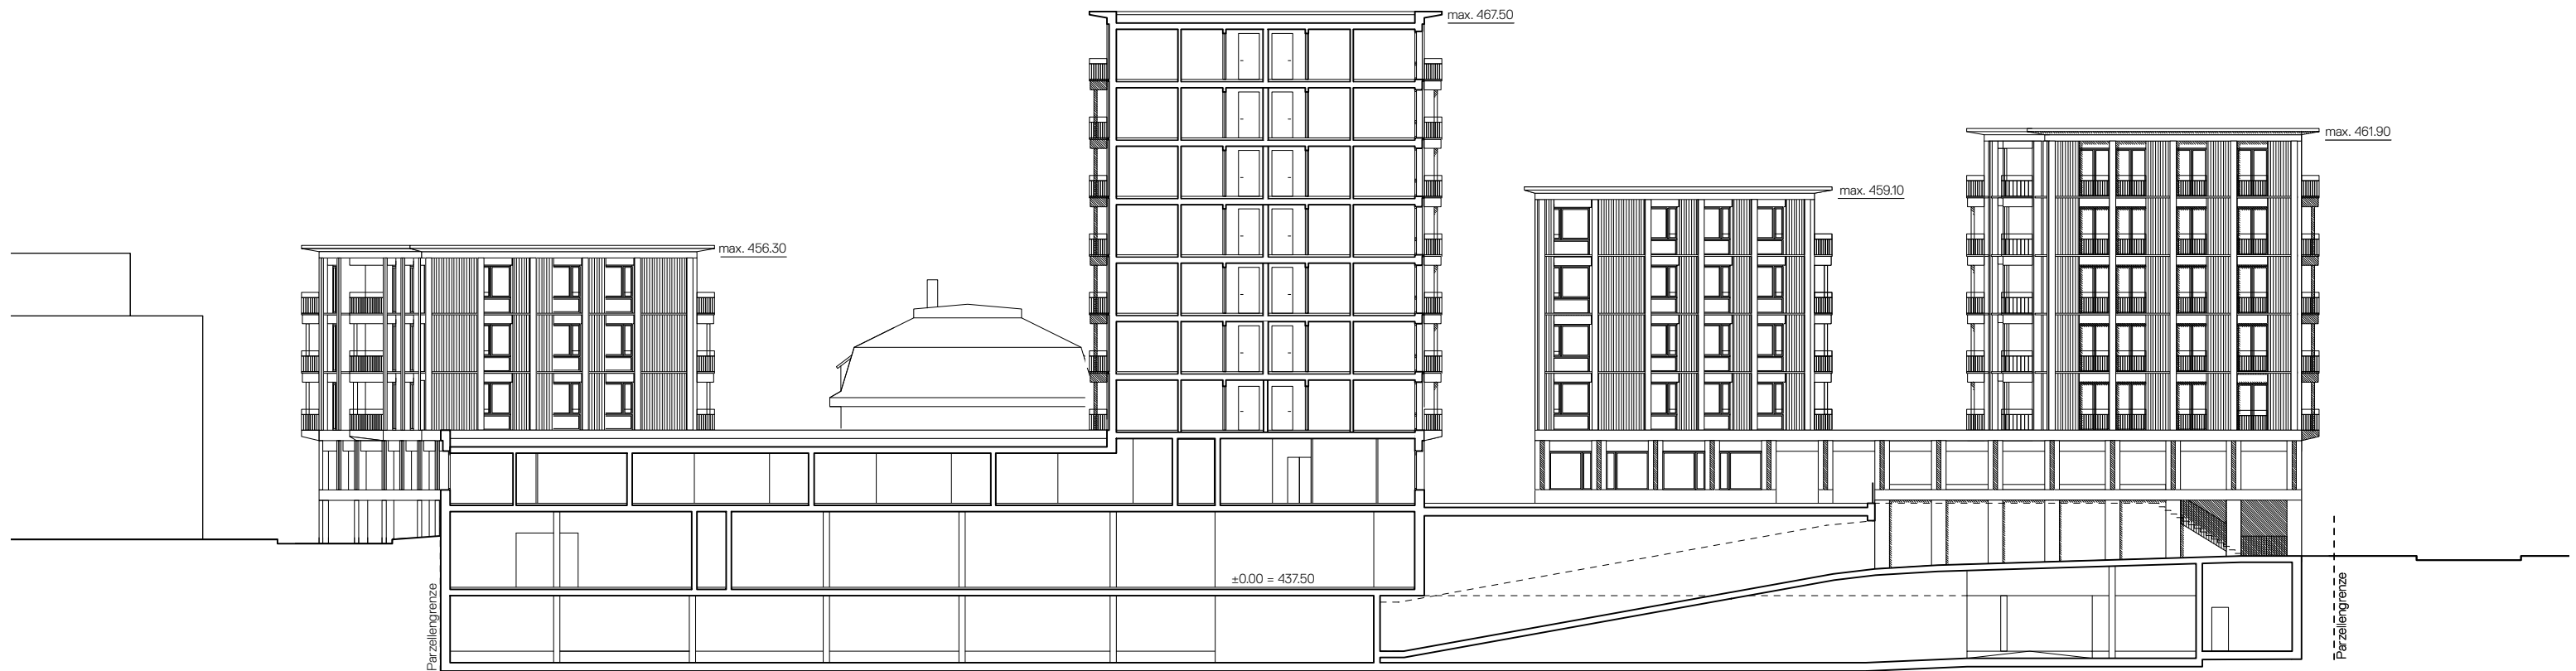 max. 467.50
max. 461.90
max. 459.10
max. 456.30
±0.00 = 437.50
Parzellengrenze
Parzellengrenze